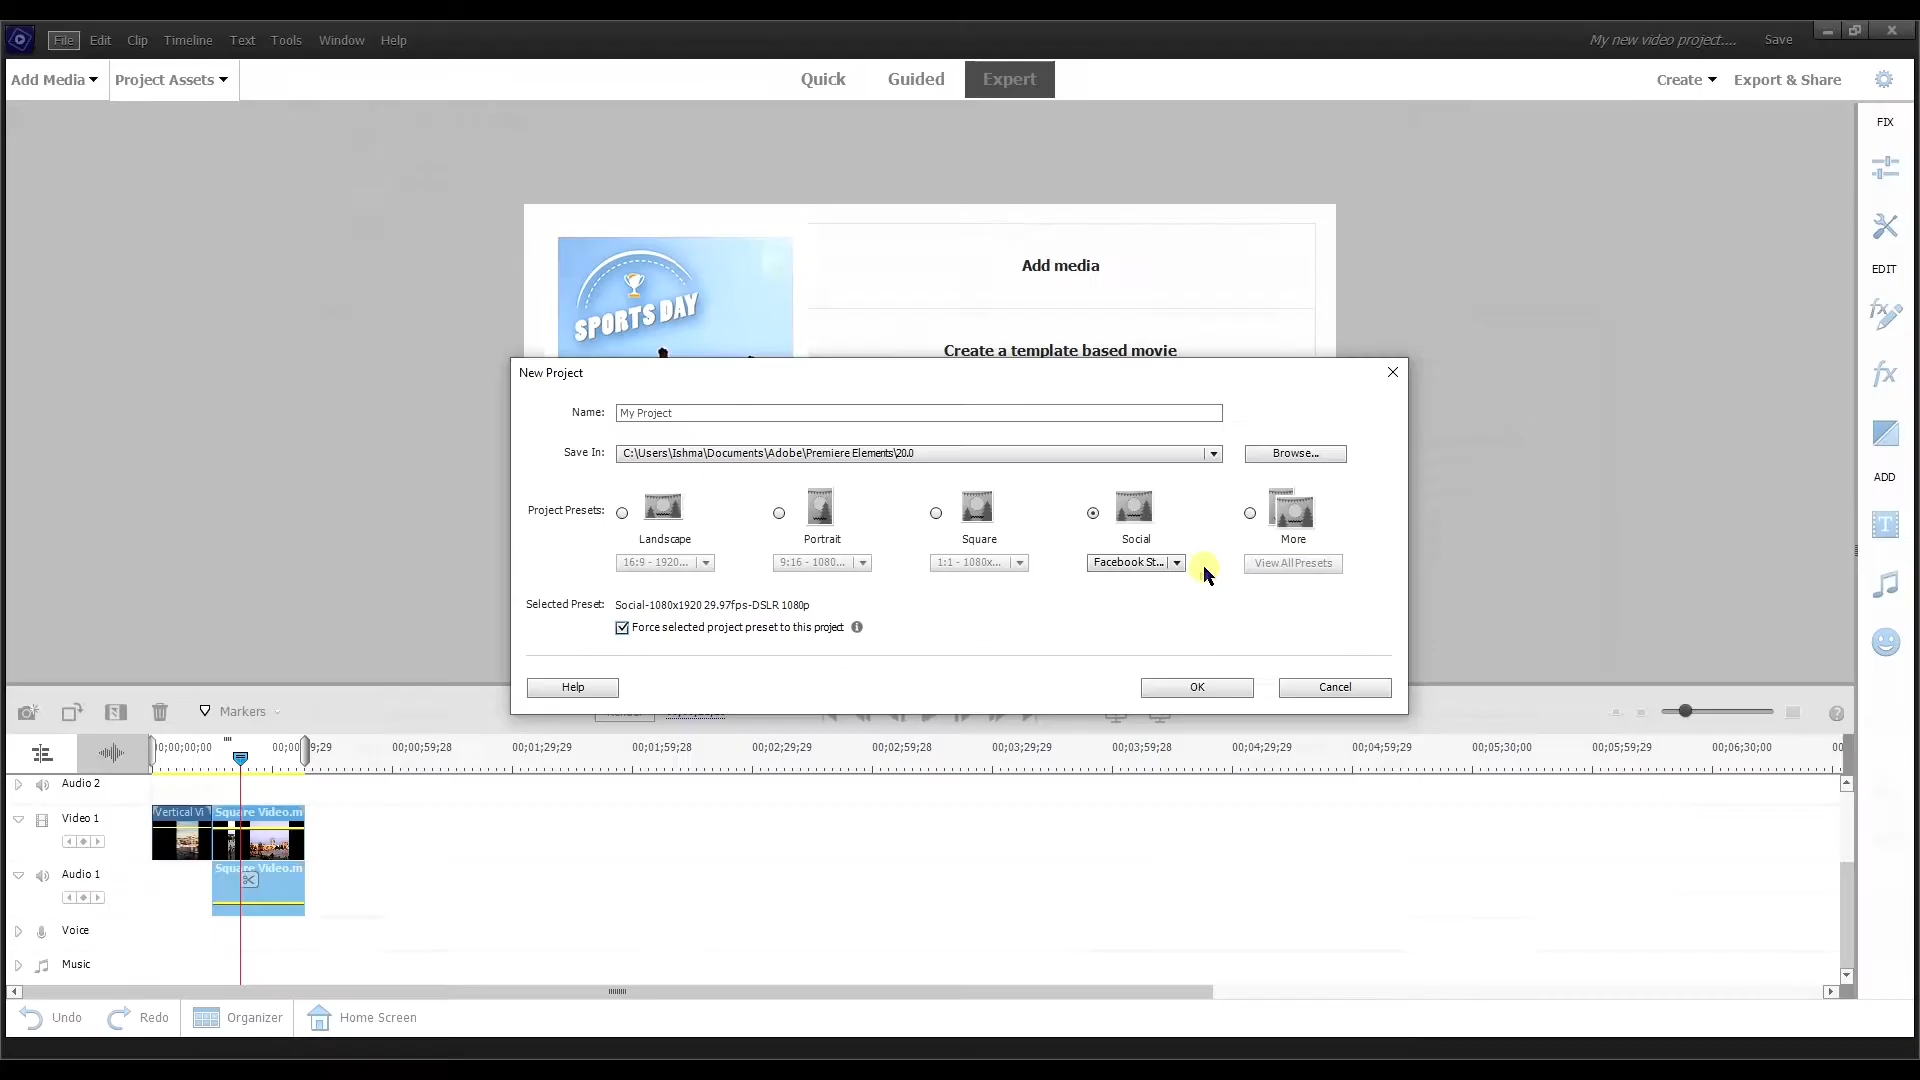 File Edit Clip Timeline Text Tools Window Help My new video project.... Save
Add Media Project Assets Quick Guided Expert Create Export & Share
FIX
EDIT
ADD
SPORTS DAY
Add media
Create a template based movie
New Project
Name: My Project
Save In: C:\Users\Ishma\Documents\Adobe\Premiere Elements\20.0 Browse...
Project Presets:
Landscape Portrait Square Social More
16:9 - 1920... 9:16 - 1080... 1:1 - 1080x... Facebook St... View All Presets
Selected Preset: Social-1080x1920 29.97fps-DSLR 1080p
Force selected project preset to this project
Help OK Cancel
Markers
00;00;59;28 00;01;29;29 00;01;59;28 00;02;29;29 00;02;59;28 00;03;29;29 00;03;59;28 00;04;29;29 00;04;59;29 00;05;30;00 00;05;59;29 00;06;30;00
Audio 2
Video 1 Vertical Vi Square Video.m
Audio 1 Square Video.m
Voice
Music
Undo Redo Organizer Home Screen